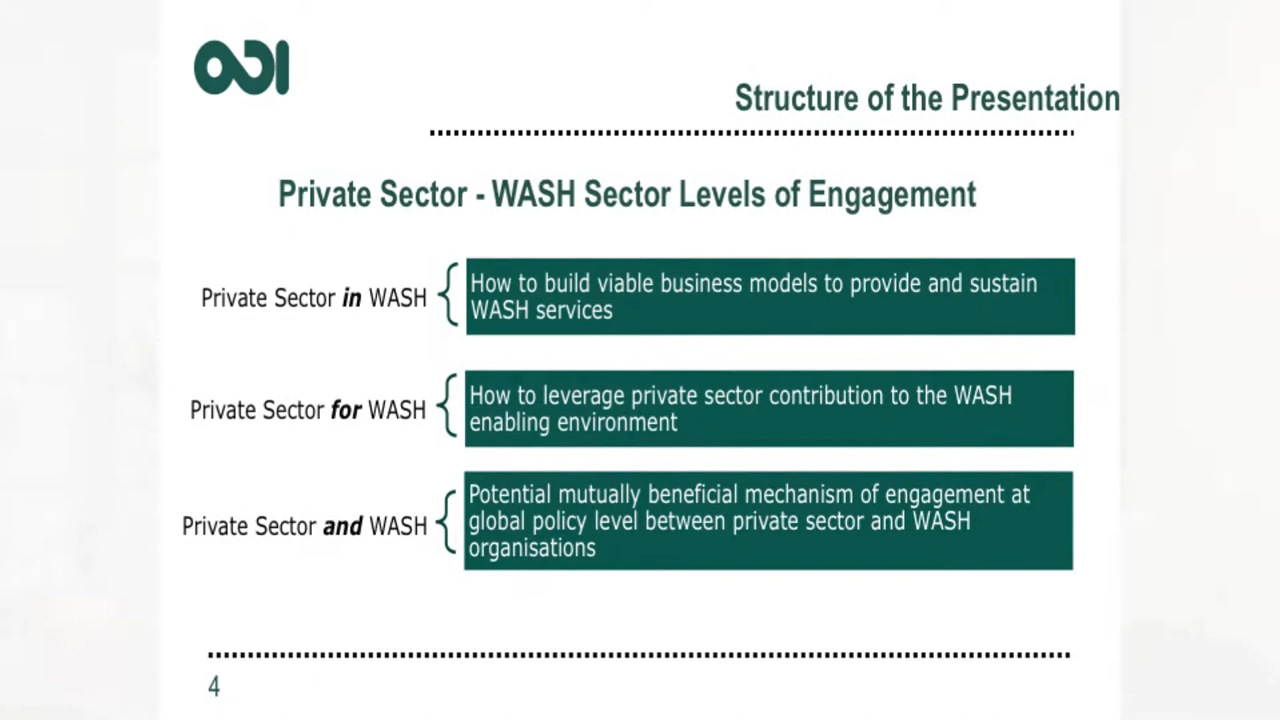 ODI
Structure of the Presentation
Private Sector - WASH Sector Levels of Engagement
Private Sector in WASH
How to build viable business models to provide and sustain
WASH services
Private Sector for WASH
How to leverage private sector contribution to the WASH
enabling environment
Private Sector and WASH
Potential mutually beneficial mechanism of engagement at
global policy level between private sector and WASH
organisations
4